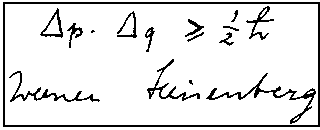 Δp · Δq ⩾ ½ ℏ
Werner Heisenberg